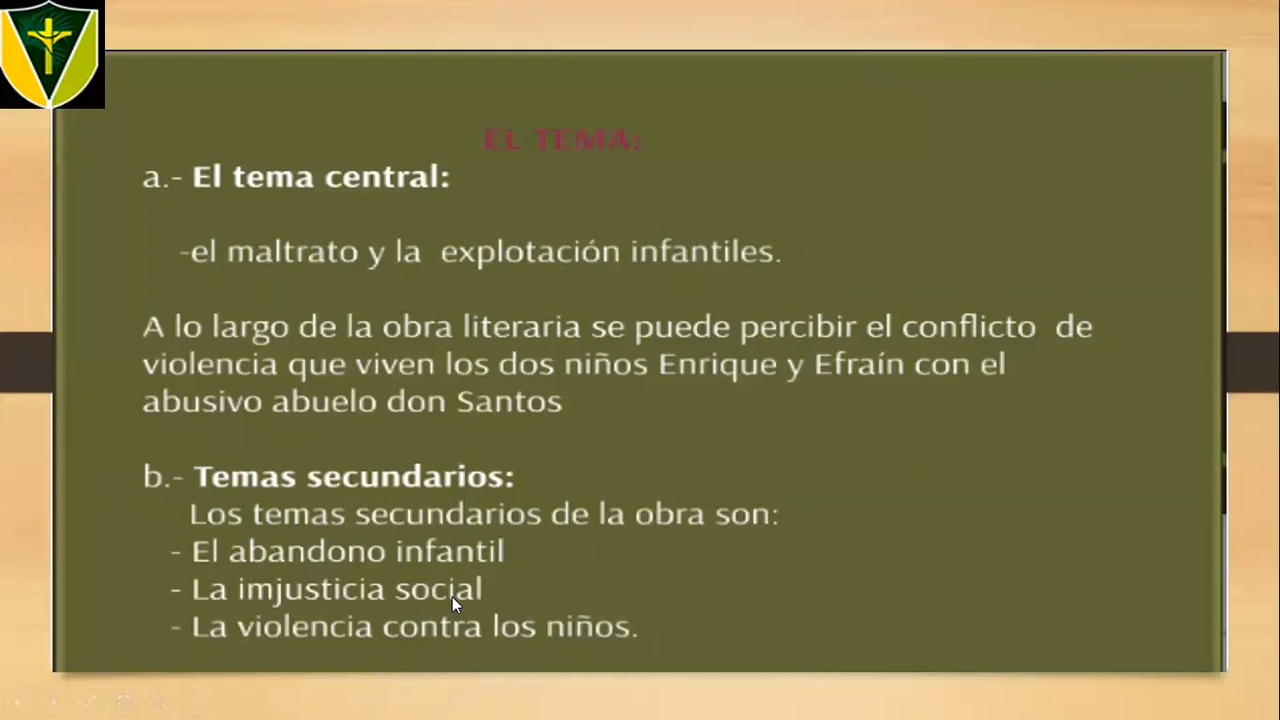 EL TEMA:
a.- El tema central:
-el maltrato y la  explotación infantiles.
A lo largo de la obra literaria se puede percibir el conflicto  de
violencia que viven los dos niños Enrique y Efraín con el
abusivo abuelo don Santos
b.- Temas secundarios:
Los temas secundarios de la obra son:
- El abandono infantil
- La imjusticia social
- La violencia contra los niños.